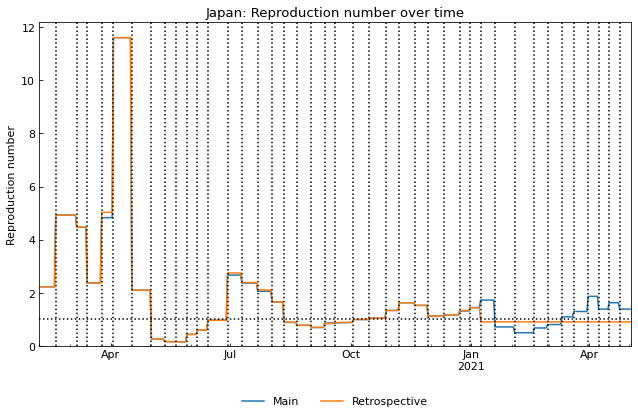 Japan: Reproduction number over time
Reproduction number
12
10
8
6
4
2
0
Apr
Jul
Oct
Jan
2021
Apr
Main
Retrospective